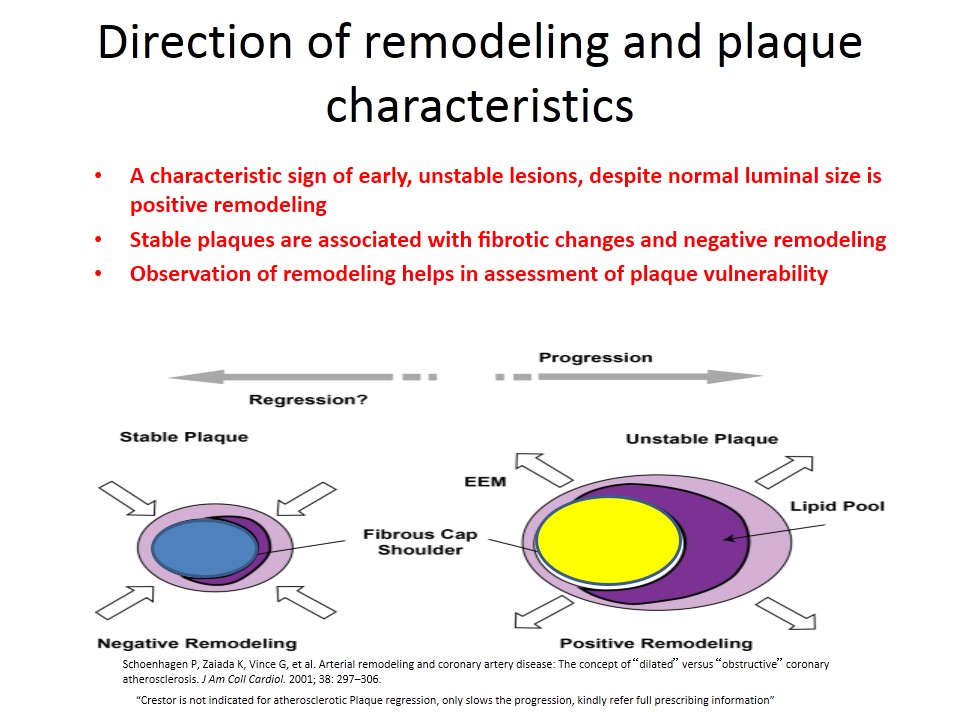 Direction of remodeling and plaque
characteristics
• A characteristic sign of early, unstable lesions, despite normal luminal size is
positive remodeling
• Stable plaques are associated with fibrotic changes and negative remodeling
• Observation of remodeling helps in assessment of plaque vulnerability
Progression
Regression?
Stable Plaque
Unstable Plaque
EEM
Lipid Pool
Fibrous Cap
Shoulder
Negative Remodeling
Positive Remodeling
Schoenhagen P, Zaiada K, Vince G, et al. Arterial remodeling and coronary artery disease: The concept of “dilated” versus “obstructive” coronary
atherosclerosis. J Am Coll Cardiol. 2001; 38: 297–306.
“Crestor is not indicated for atherosclerotic Plaque regression, only slows the progression, kindly refer full prescribing information”